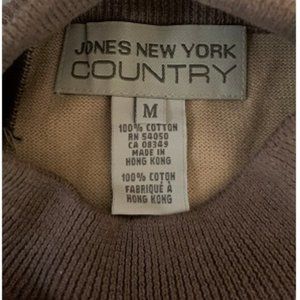 JONES NEW YORK
COUNTRY
M
100% COTTON
RN 54050
CA 08349
MADE IN
HONG KONG
100% COTON
FABRIQUÉ À
HONG KONG